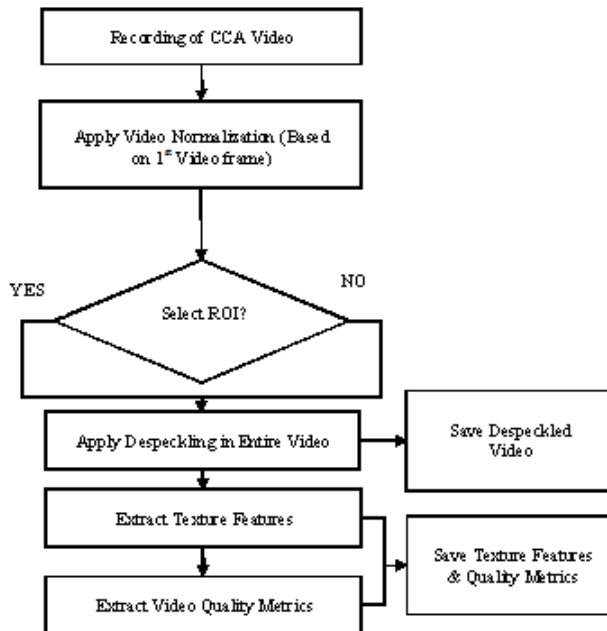 Recording of CCA Video
Apply Video Normalization (Based
on 1st Video frame)
YES
NO
Select ROI?
Apply Despeckling in Entire Video
Save Despeckled
Video
Extract Texture Features
Save Texture Features
& Quality Metrics
Extract Video Quality Metrics